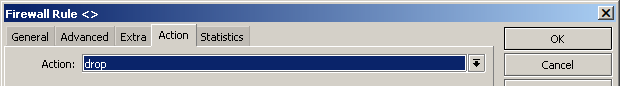 Firewall Rule <>
General Advanced Extra Action Statistics
OK
Action: drop
Cancel